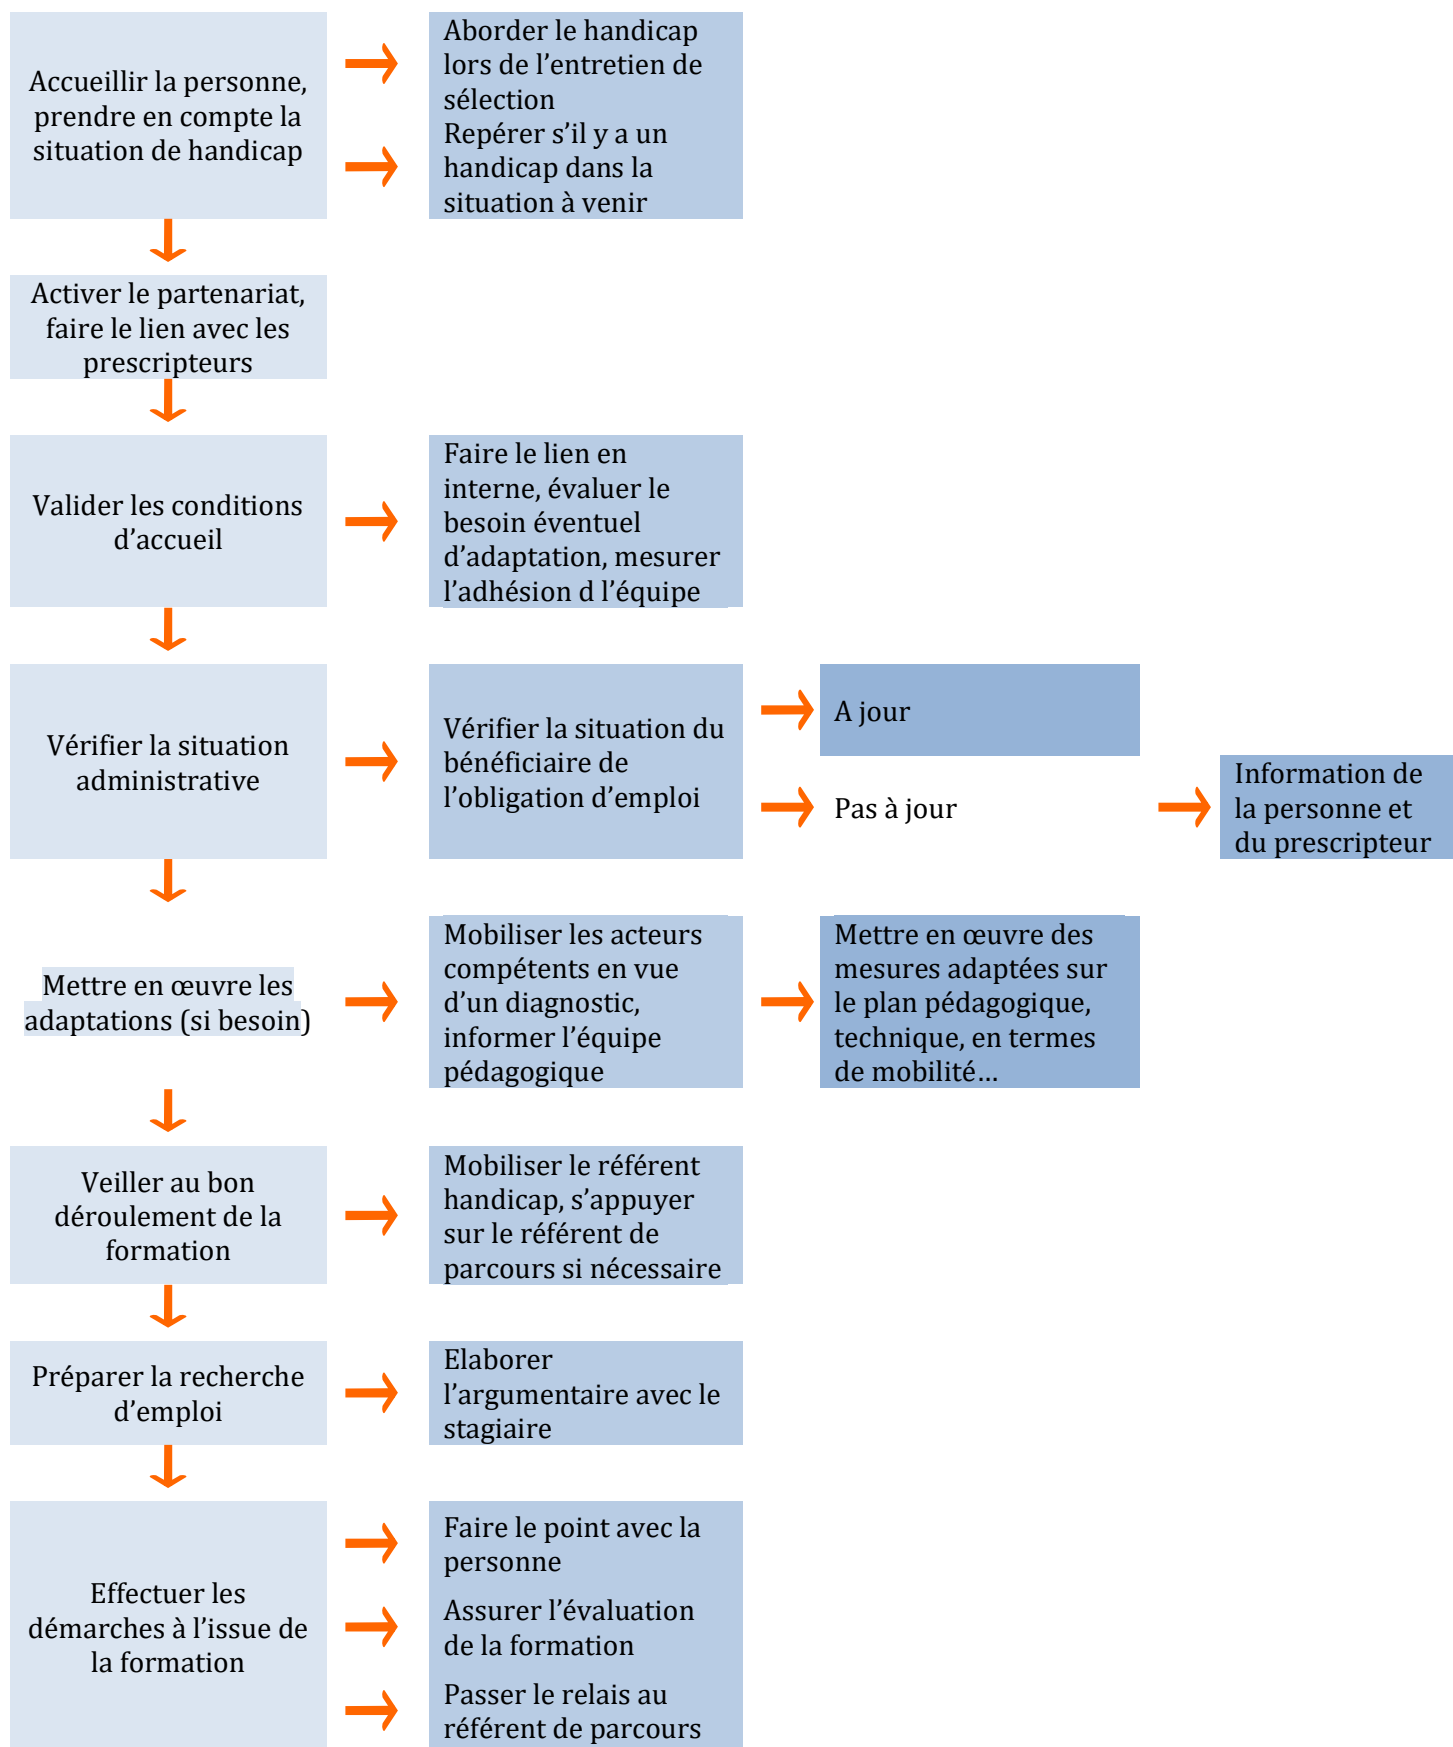 Accueillir la personne,
prendre en compte la
situation de handicap
Aborder le handicap
lors de l’entretien de
sélection
Repérer s’il y a un
handicap dans la
situation à venir
Activer le partenariat,
faire le lien avec les
prescripteurs
Valider les conditions
d’accueil
Faire le lien en
interne, évaluer le
besoin éventuel
d’adaptation, mesurer
l’adhésion d l’équipe
Vérifier la situation
administrative
Vérifier la situation du
bénéficiaire de
l’obligation d’emploi
A jour
Pas à jour
Information de
la personne et
du prescripteur
Mettre en œuvre les
adaptations (si besoin)
Mobiliser les acteurs
compétents en vue
d’un diagnostic,
informer l’équipe
pédagogique
Mettre en œuvre des
mesures adaptées sur
le plan pédagogique,
technique, en termes
de mobilité…
Veiller au bon
déroulement de la
formation
Mobiliser le référent
handicap, s’appuyer
sur le référent de
parcours si nécessaire
Préparer la recherche
d’emploi
Elaborer
l’argumentaire avec le
stagiaire
Effectuer les
démarches à l’issue de
la formation
Faire le point avec la
personne
Assurer l’évaluation
de la formation
Passer le relais au
référent de parcours